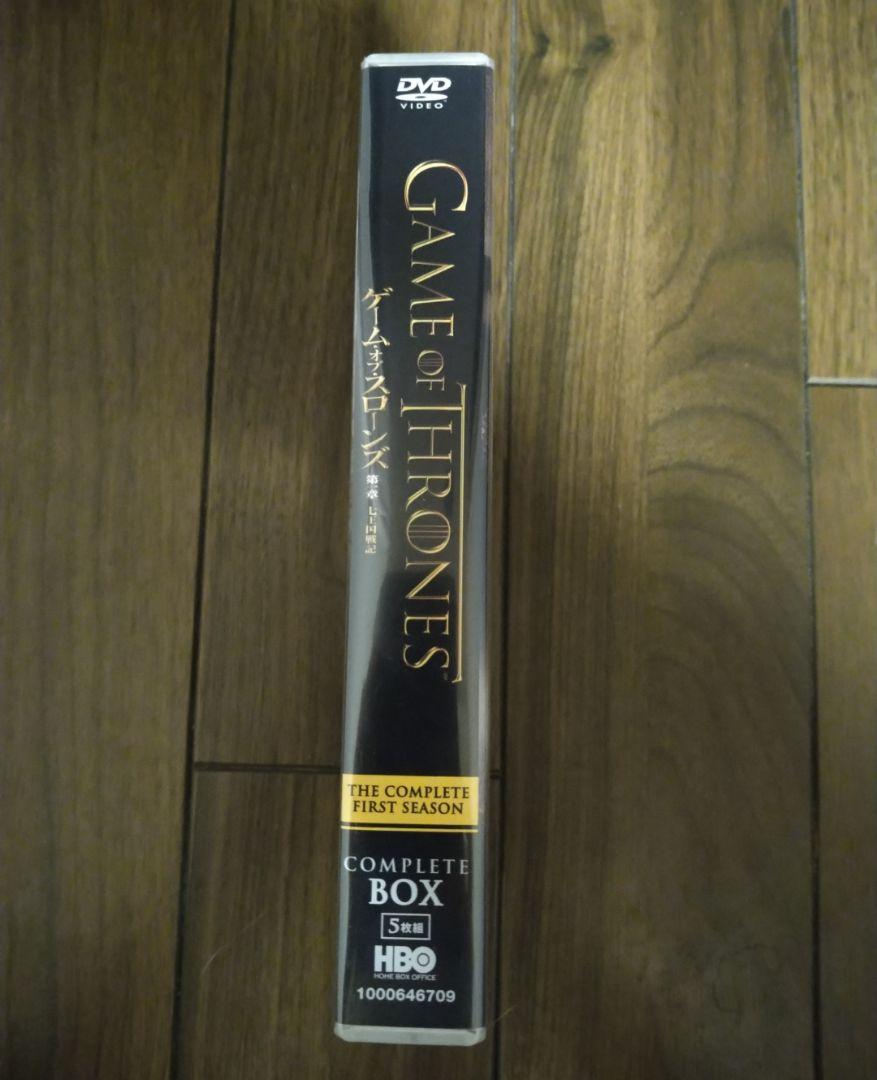 DVD
VIDEO
GAME OF THRONES
ゲーム・オブ・スローンズ
第一章 七王国戦記
THE COMPLETE
FIRST SEASON
COMPLETE
BOX
5枚組
HBO
HOME BOX OFFICE
1000646709